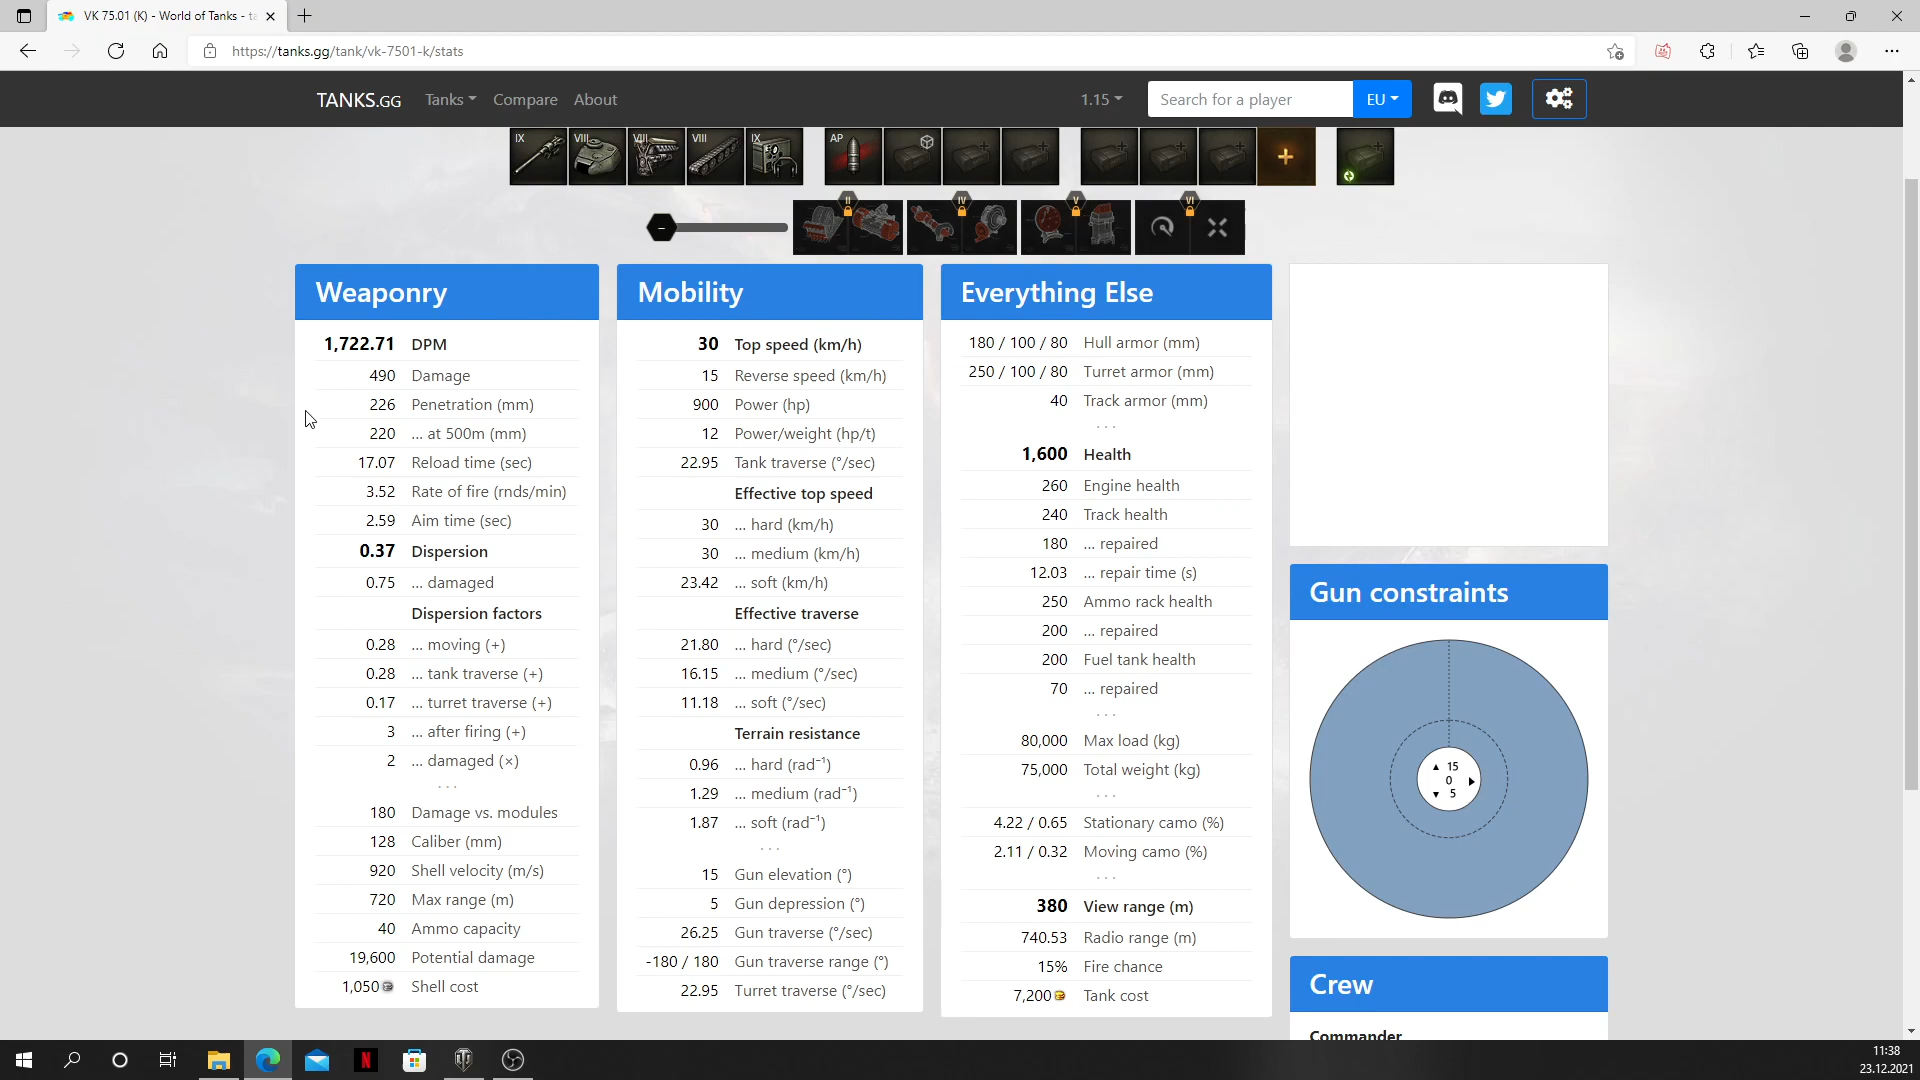 VK 75.01 (K) - World of Tanks - ta
https://tanks.gg/tank/vk-7501-k/stats
TANKS.GG Tanks Compare About 1.15 Search for a player EU
IX VIII VIII VIII IX AP
II IV V VI
Weaponry
1,722.71 DPM
490 Damage
226 Penetration (mm)
220 ... at 500m (mm)
17.07 Reload time (sec)
3.52 Rate of fire (rnds/min)
2.59 Aim time (sec)
0.37 Dispersion
0.75 ... damaged
Dispersion factors
0.28 ... moving (+)
0.28 ... tank traverse (+)
0.17 ... turret traverse (+)
3 ... after firing (+)
2 ... damaged (×)
...
180 Damage vs. modules
128 Caliber (mm)
920 Shell velocity (m/s)
720 Max range (m)
40 Ammo capacity
19,600 Potential damage
1,050 Shell cost
Mobility
30 Top speed (km/h)
15 Reverse speed (km/h)
900 Power (hp)
12 Power/weight (hp/t)
22.95 Tank traverse (°/sec)
Effective top speed
30 ... hard (km/h)
30 ... medium (km/h)
23.42 ... soft (km/h)
Effective traverse
21.80 ... hard (°/sec)
16.15 ... medium (°/sec)
11.18 ... soft (°/sec)
Terrain resistance
0.96 ... hard (rad⁻¹)
1.29 ... medium (rad⁻¹)
1.87 ... soft (rad⁻¹)
...
15 Gun elevation (°)
5 Gun depression (°)
26.25 Gun traverse (°/sec)
-180 / 180 Gun traverse range (°)
22.95 Turret traverse (°/sec)
Everything Else
180 / 100 / 80 Hull armor (mm)
250 / 100 / 80 Turret armor (mm)
40 Track armor (mm)
...
1,600 Health
260 Engine health
240 Track health
180 ... repaired
12.03 ... repair time (s)
250 Ammo rack health
200 ... repaired
200 Fuel tank health
70 ... repaired
...
80,000 Max load (kg)
75,000 Total weight (kg)
...
4.22 / 0.65 Stationary camo (%)
2.11 / 0.32 Moving camo (%)
...
380 View range (m)
740.53 Radio range (m)
15% Fire chance
7,200 Tank cost
Gun constraints
15
0
5
Crew
Commander
11:38
23.12.2021